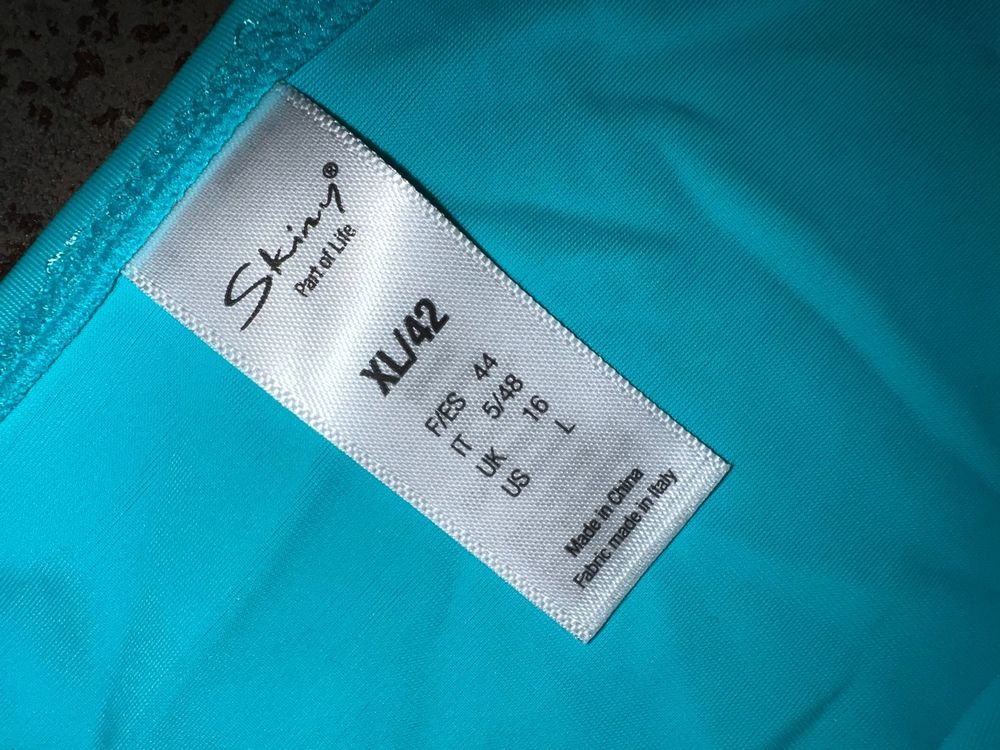 Skiny®
Part of Life
XL/42
F/ES 44
IT 5/48
UK 16
US L
Made in China
Fabric made in Italy